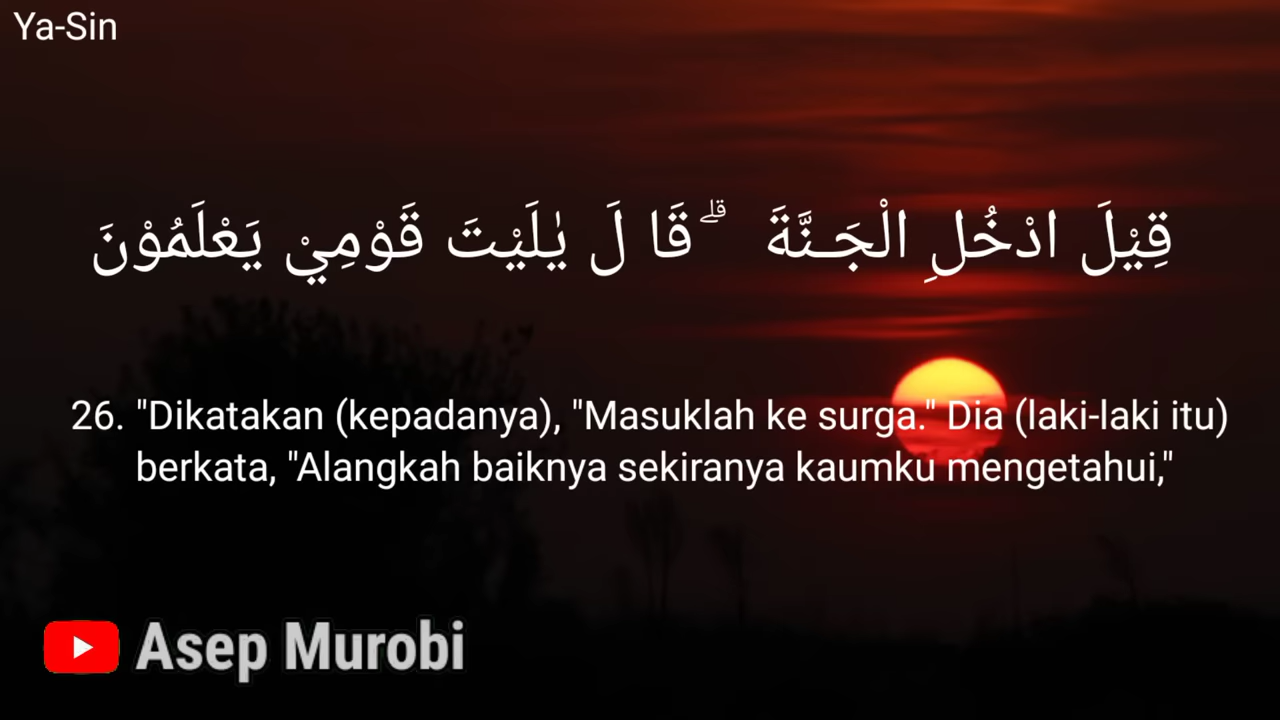 Ya-Sin
قِيْلَ ادْخُلِ الْجَـنَّةَ ۗ قَا لَ يٰلَيْتَ قَوْمِيْ يَعْلَمُوْنَ
26. "Dikatakan (kepadanya), "Masuklah ke surga." Dia (laki-laki itu)
berkata, "Alangkah baiknya sekiranya kaumku mengetahui,"
Asep Murobi